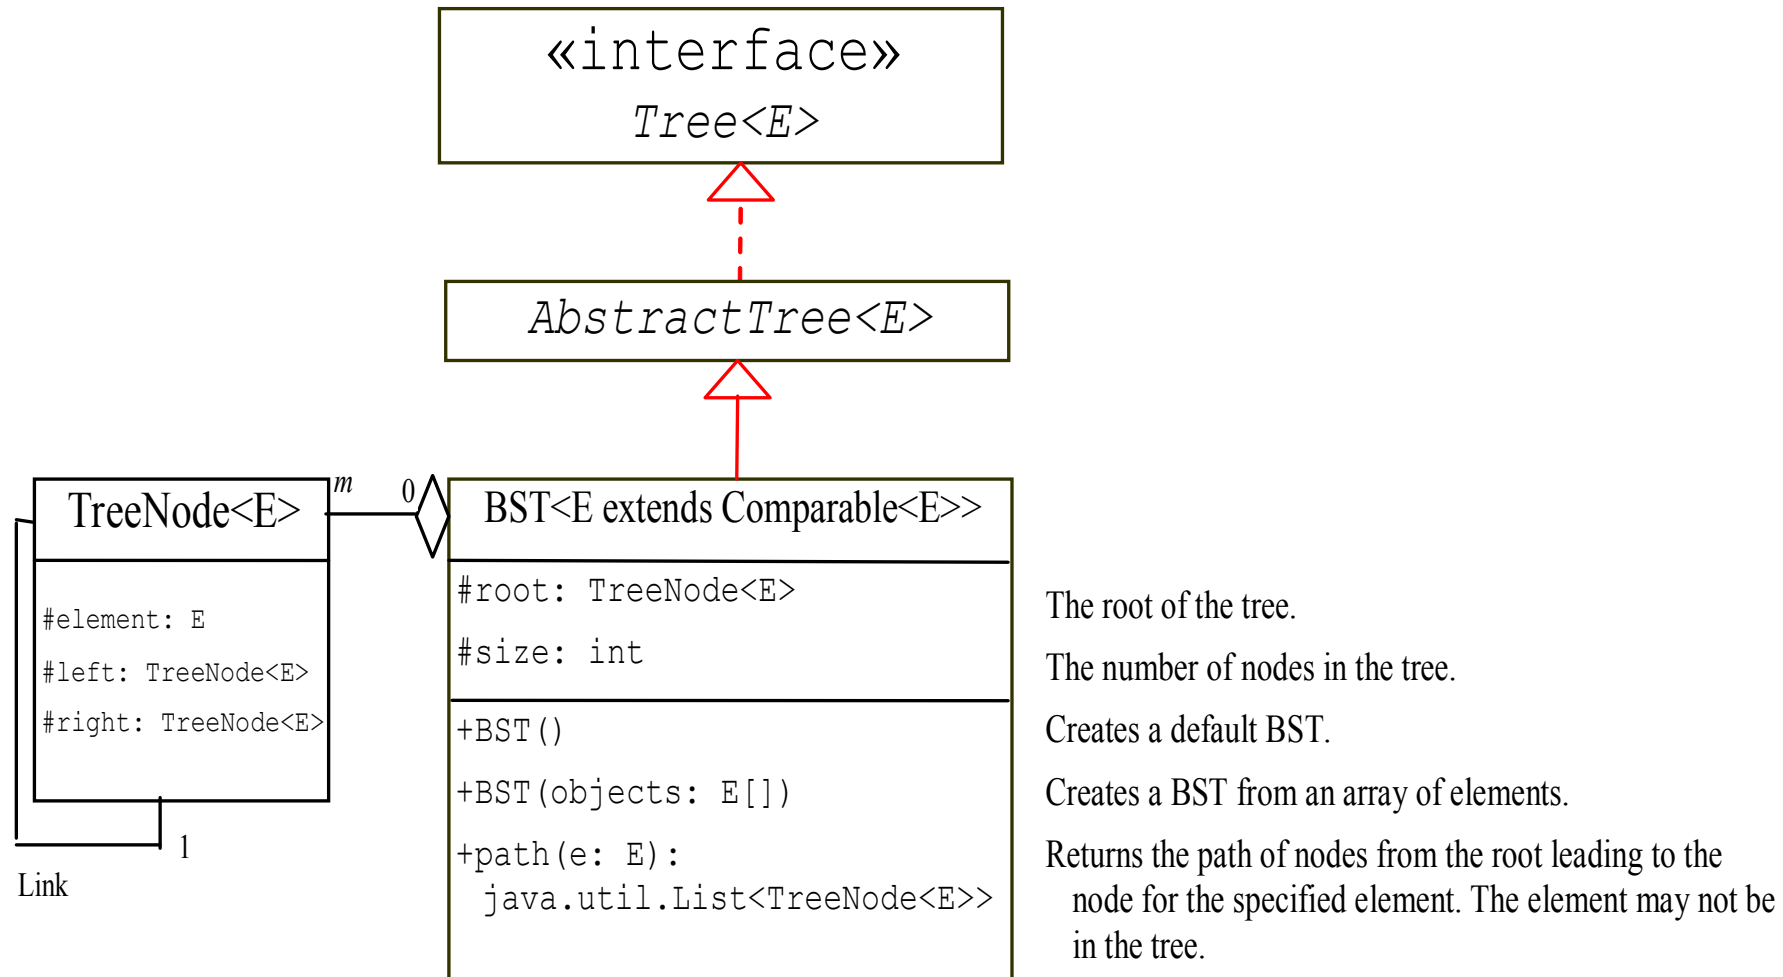 «interface»
Tree<E>
AbstractTree<E>
TreeNode<E>
m
0
BST<E extends Comparable<E>>
#element: E
#left: TreeNode<E>
#right: TreeNode<E>
1
Link
#root: TreeNode<E>
The root of the tree.
#size: int
The number of nodes in the tree.
+BST()
Creates a default BST.
+BST(objects: E[])
Creates a BST from an array of elements.
+path(e: E):
java.util.List<TreeNode<E>>
Returns the path of nodes from the root leading to the
node for the specified element. The element may not be
in the tree.